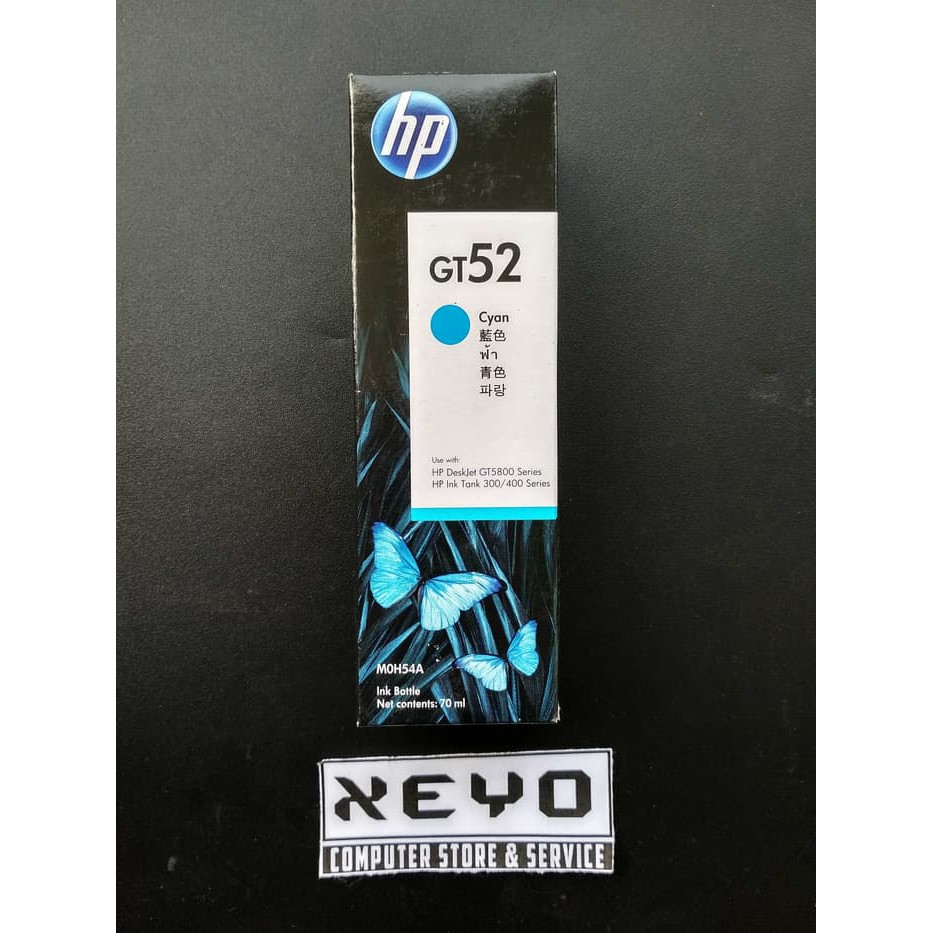 hp
GT52
Cyan
藍色
ฟ้า
青色
파랑
Use with:
HP DeskJet GT5800 Series
HP Ink Tank 300/400 Series
M0H54A
Ink Bottle
Net contents: 70 ml
XEYO
COMPUTER STORE & SERVICE